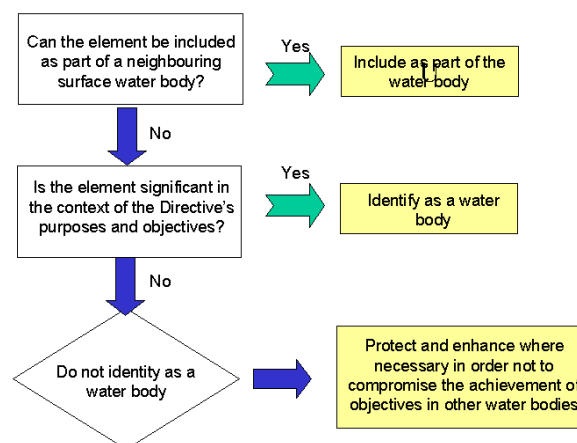 Can the element be included
as part of a neighbouring
surface water body?
Yes
Include as part of the
water body
No
Is the element significant in
the context of the Directive's
purposes and objectives?
Yes
Identify as a water
body
No
Do not identity as a
water body
Protect and enhance where
necessary in order not to
compromise the achievement of
objectives in other water bodies